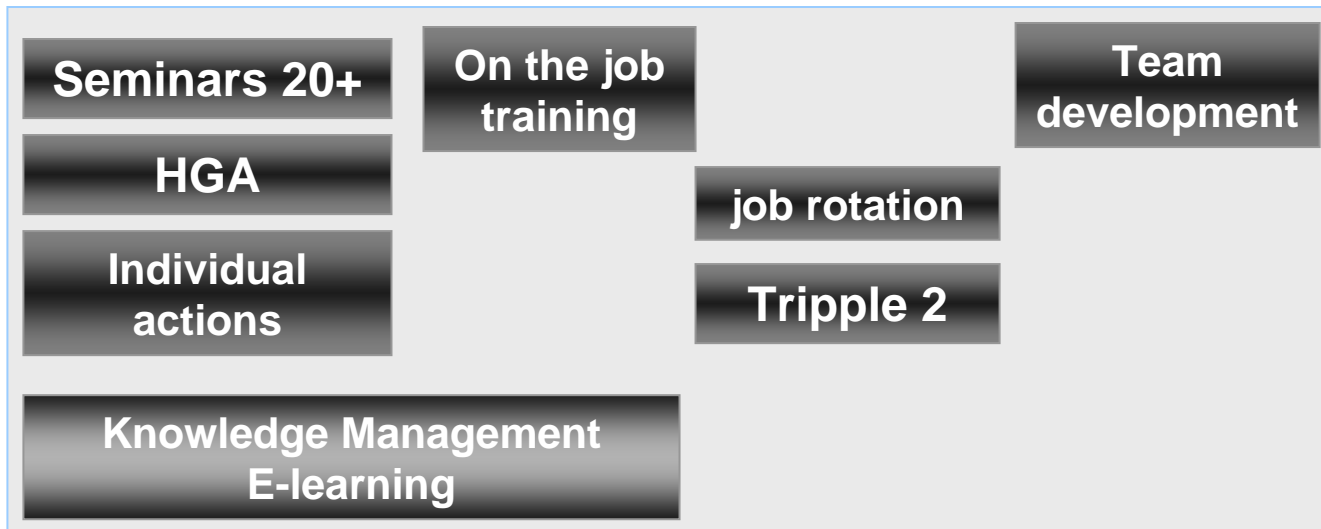 Seminars 20+
HGA
Individual
actions
On the job
training
job rotation
Tripple 2
Team
development
Knowledge Management
E-learning